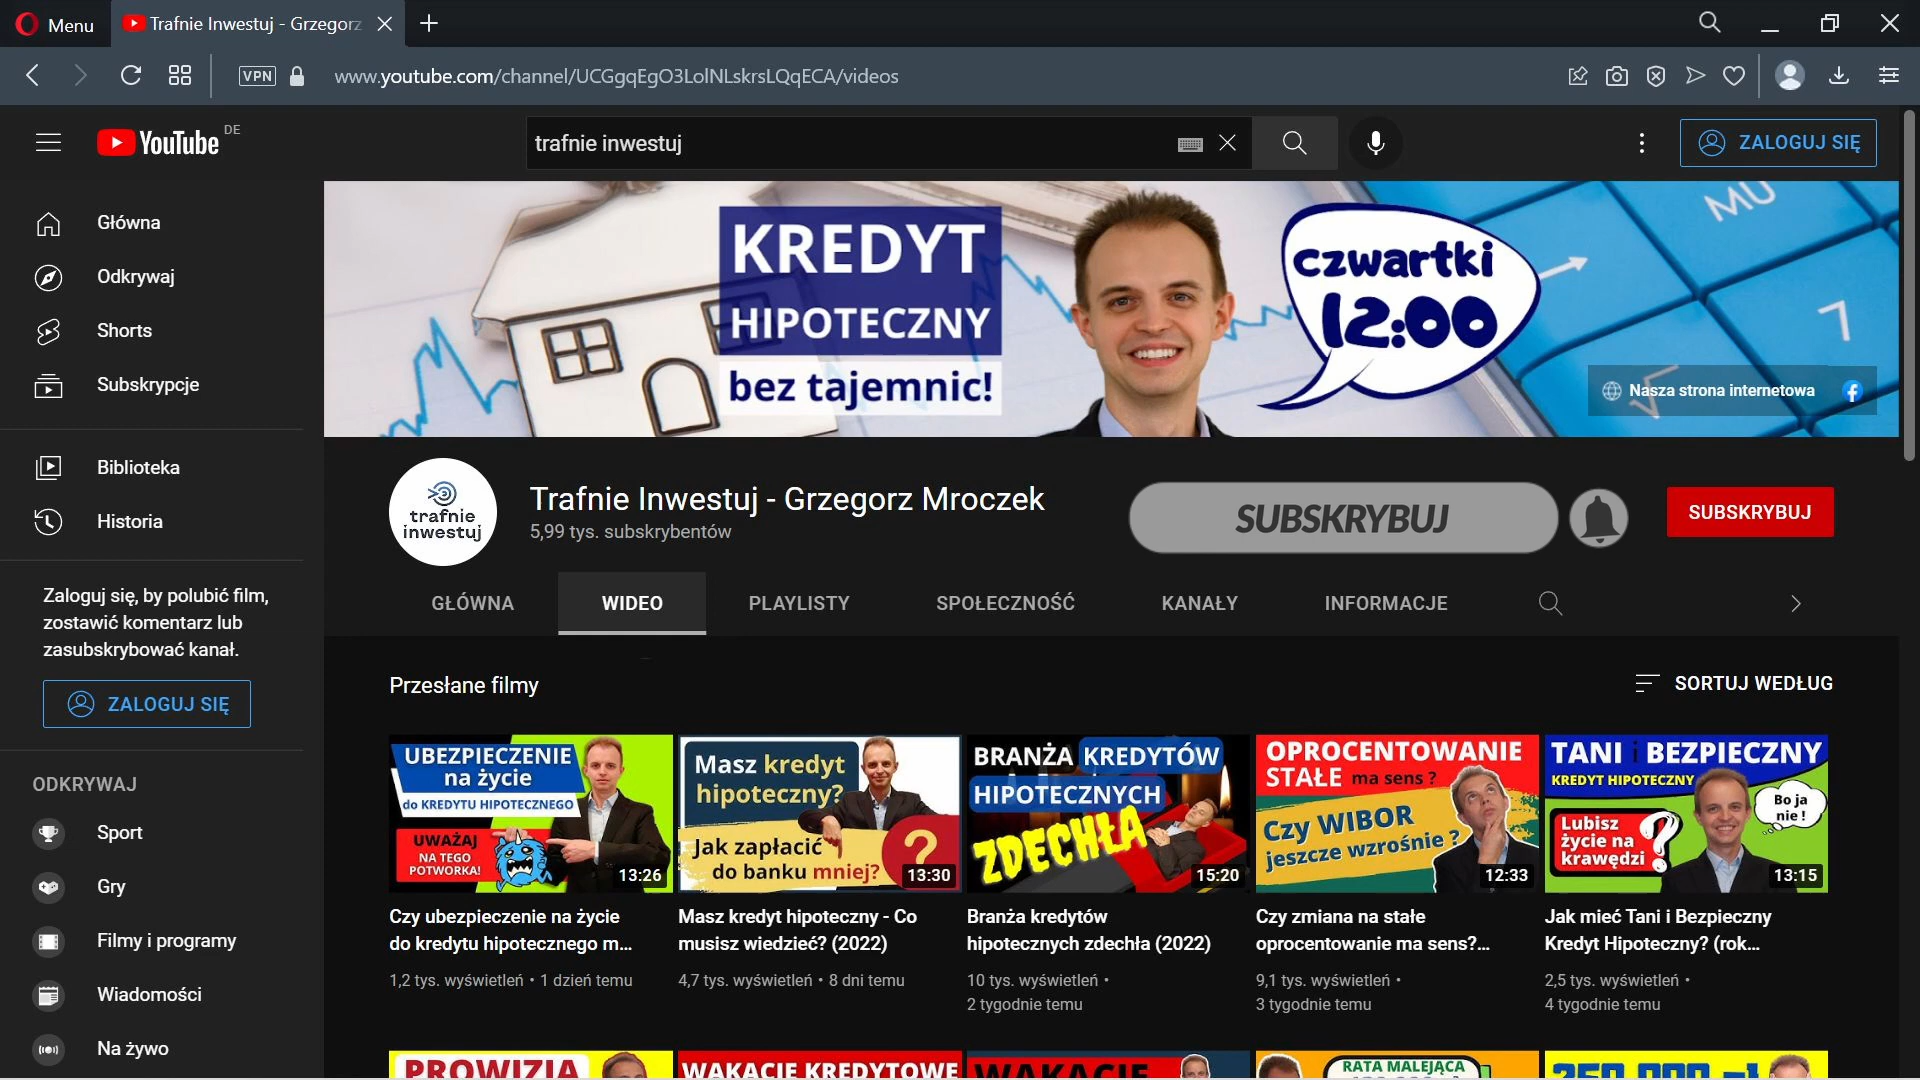 Menu
Trafnie Inwestuj - Grzegorz
VPN
www.youtube.com/channel/UCGgqEgO3LolNLskrsLQqECA/videos
YouTube DE
trafnie inwestuj
ZALOGUJ SIĘ
Główna
Odkrywaj
Shorts
Subskrypcje
Biblioteka
Historia
Zaloguj się, by polubić film,
zostawić komentarz lub
zasubskrybować kanał.
ZALOGUJ SIĘ
ODKRYWAJ
Sport
Gry
Filmy i programy
Wiadomości
Na żywo
KREDYT
HIPOTECZNY
bez tajemnic!
czwartki
12:00
MU
7
√
Nasza strona internetowa
trafnie
inwestuj
Trafnie Inwestuj - Grzegorz Mroczek
5,99 tys. subskrybentów
SUBSKRYBUJ
SUBSKRYBUJ
GŁÓWNA
WIDEO
PLAYLISTY
SPOŁECZNOŚĆ
KANAŁY
INFORMACJE
Przesłane filmy
SORTUJ WEDŁUG
UBEZPIECZENIE
na życie
do KREDYTU HIPOTECZNEGO
UWAŻAJ
NA TEGO
POTWORKA!
13:26
Czy ubezpieczenie na życie
do kredytu hipotecznego m...
1,2 tys. wyświetleń • 1 dzień temu
Masz kredyt
hipoteczny?
Jak zapłacić
do banku mniej?
?
13:30
Masz kredyt hipoteczny - Co
musisz wiedzieć? (2022)
4,7 tys. wyświetleń • 8 dni temu
BRANŻA KREDYTÓW
HIPOTECZNYCH
ZDECHŁA
15:20
Branża kredytów
hipotecznych zdechła (2022)
10 tys. wyświetleń •
2 tygodnie temu
OPROCENTOWANIE
STAŁE ma sens ?
Czy WIBOR
jeszcze wzrośnie ?
12:33
Czy zmiana na stałe
oprocentowanie ma sens?...
9,1 tys. wyświetleń •
3 tygodnie temu
TANI i BEZPIECZNY
KREDYT HIPOTECZNY
Lubisz
życie na
krawędzi
?
Bo ja
nie !
13:15
Jak mieć Tani i Bezpieczny
Kredyt Hipoteczny? (rok...
2,5 tys. wyświetleń •
4 tygodnie temu
PROWIZJA
WAKACJE KREDYTOWE
WAKACJE
RATA MALEJĄCA